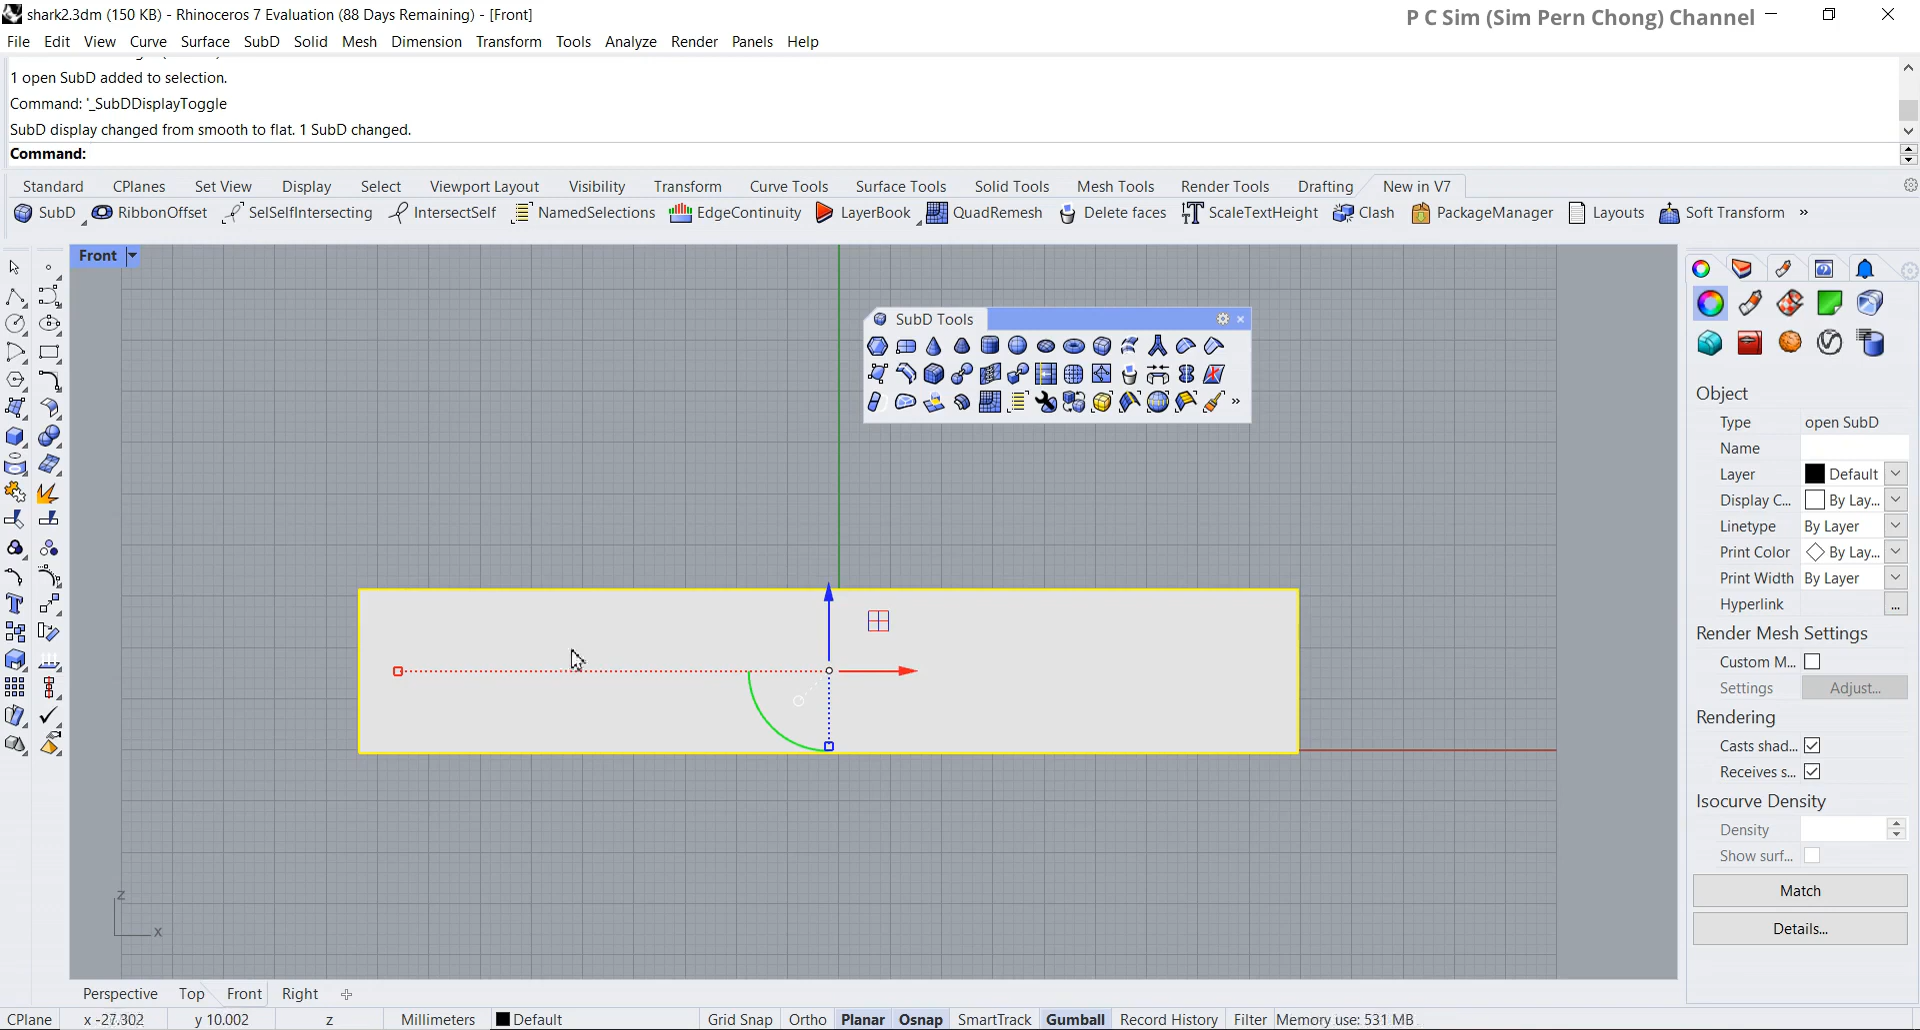 shark2.3dm (150 KB) - Rhinoceros 7 Evaluation (88 Days Remaining) - [Front]
P C Sim (Sim Pern Chong) Channel
File Edit View Curve Surface SubD Solid Mesh Dimension Transform Tools Analyze Render Panels Help
1 open SubD added to selection.
Command: '_SubDDisplayToggle
SubD display changed from smooth to flat. 1 SubD changed.
Command:
Standard CPlanes Set View Display Select Viewport Layout Visibility Transform Curve Tools Surface Tools Solid Tools Mesh Tools Render Tools Drafting New in V7
SubD RibbonOffset SelSelfIntersecting IntersectSelf NamedSelections EdgeContinuity LayerBook QuadRemesh Delete faces ScaleTextHeight Clash PackageManager Layouts Soft Transform »
Front
SubD Tools
»
Object
Type open SubD
Name
Layer Default
Display C... By Lay...
Linetype By Layer
Print Color By Lay...
Print Width By Layer
Hyperlink ...
Render Mesh Settings
Custom M...
Settings Adjust...
Rendering
Casts shad...
Receives s...
Isocurve Density
Density
Show surf...
Match
Details...
z
x
Perspective Top Front Right
CPlane x -27.302 y 10.002 z Millimeters Default Grid Snap Ortho Planar Osnap SmartTrack Gumball Record History Filter Memory use: 531 MB